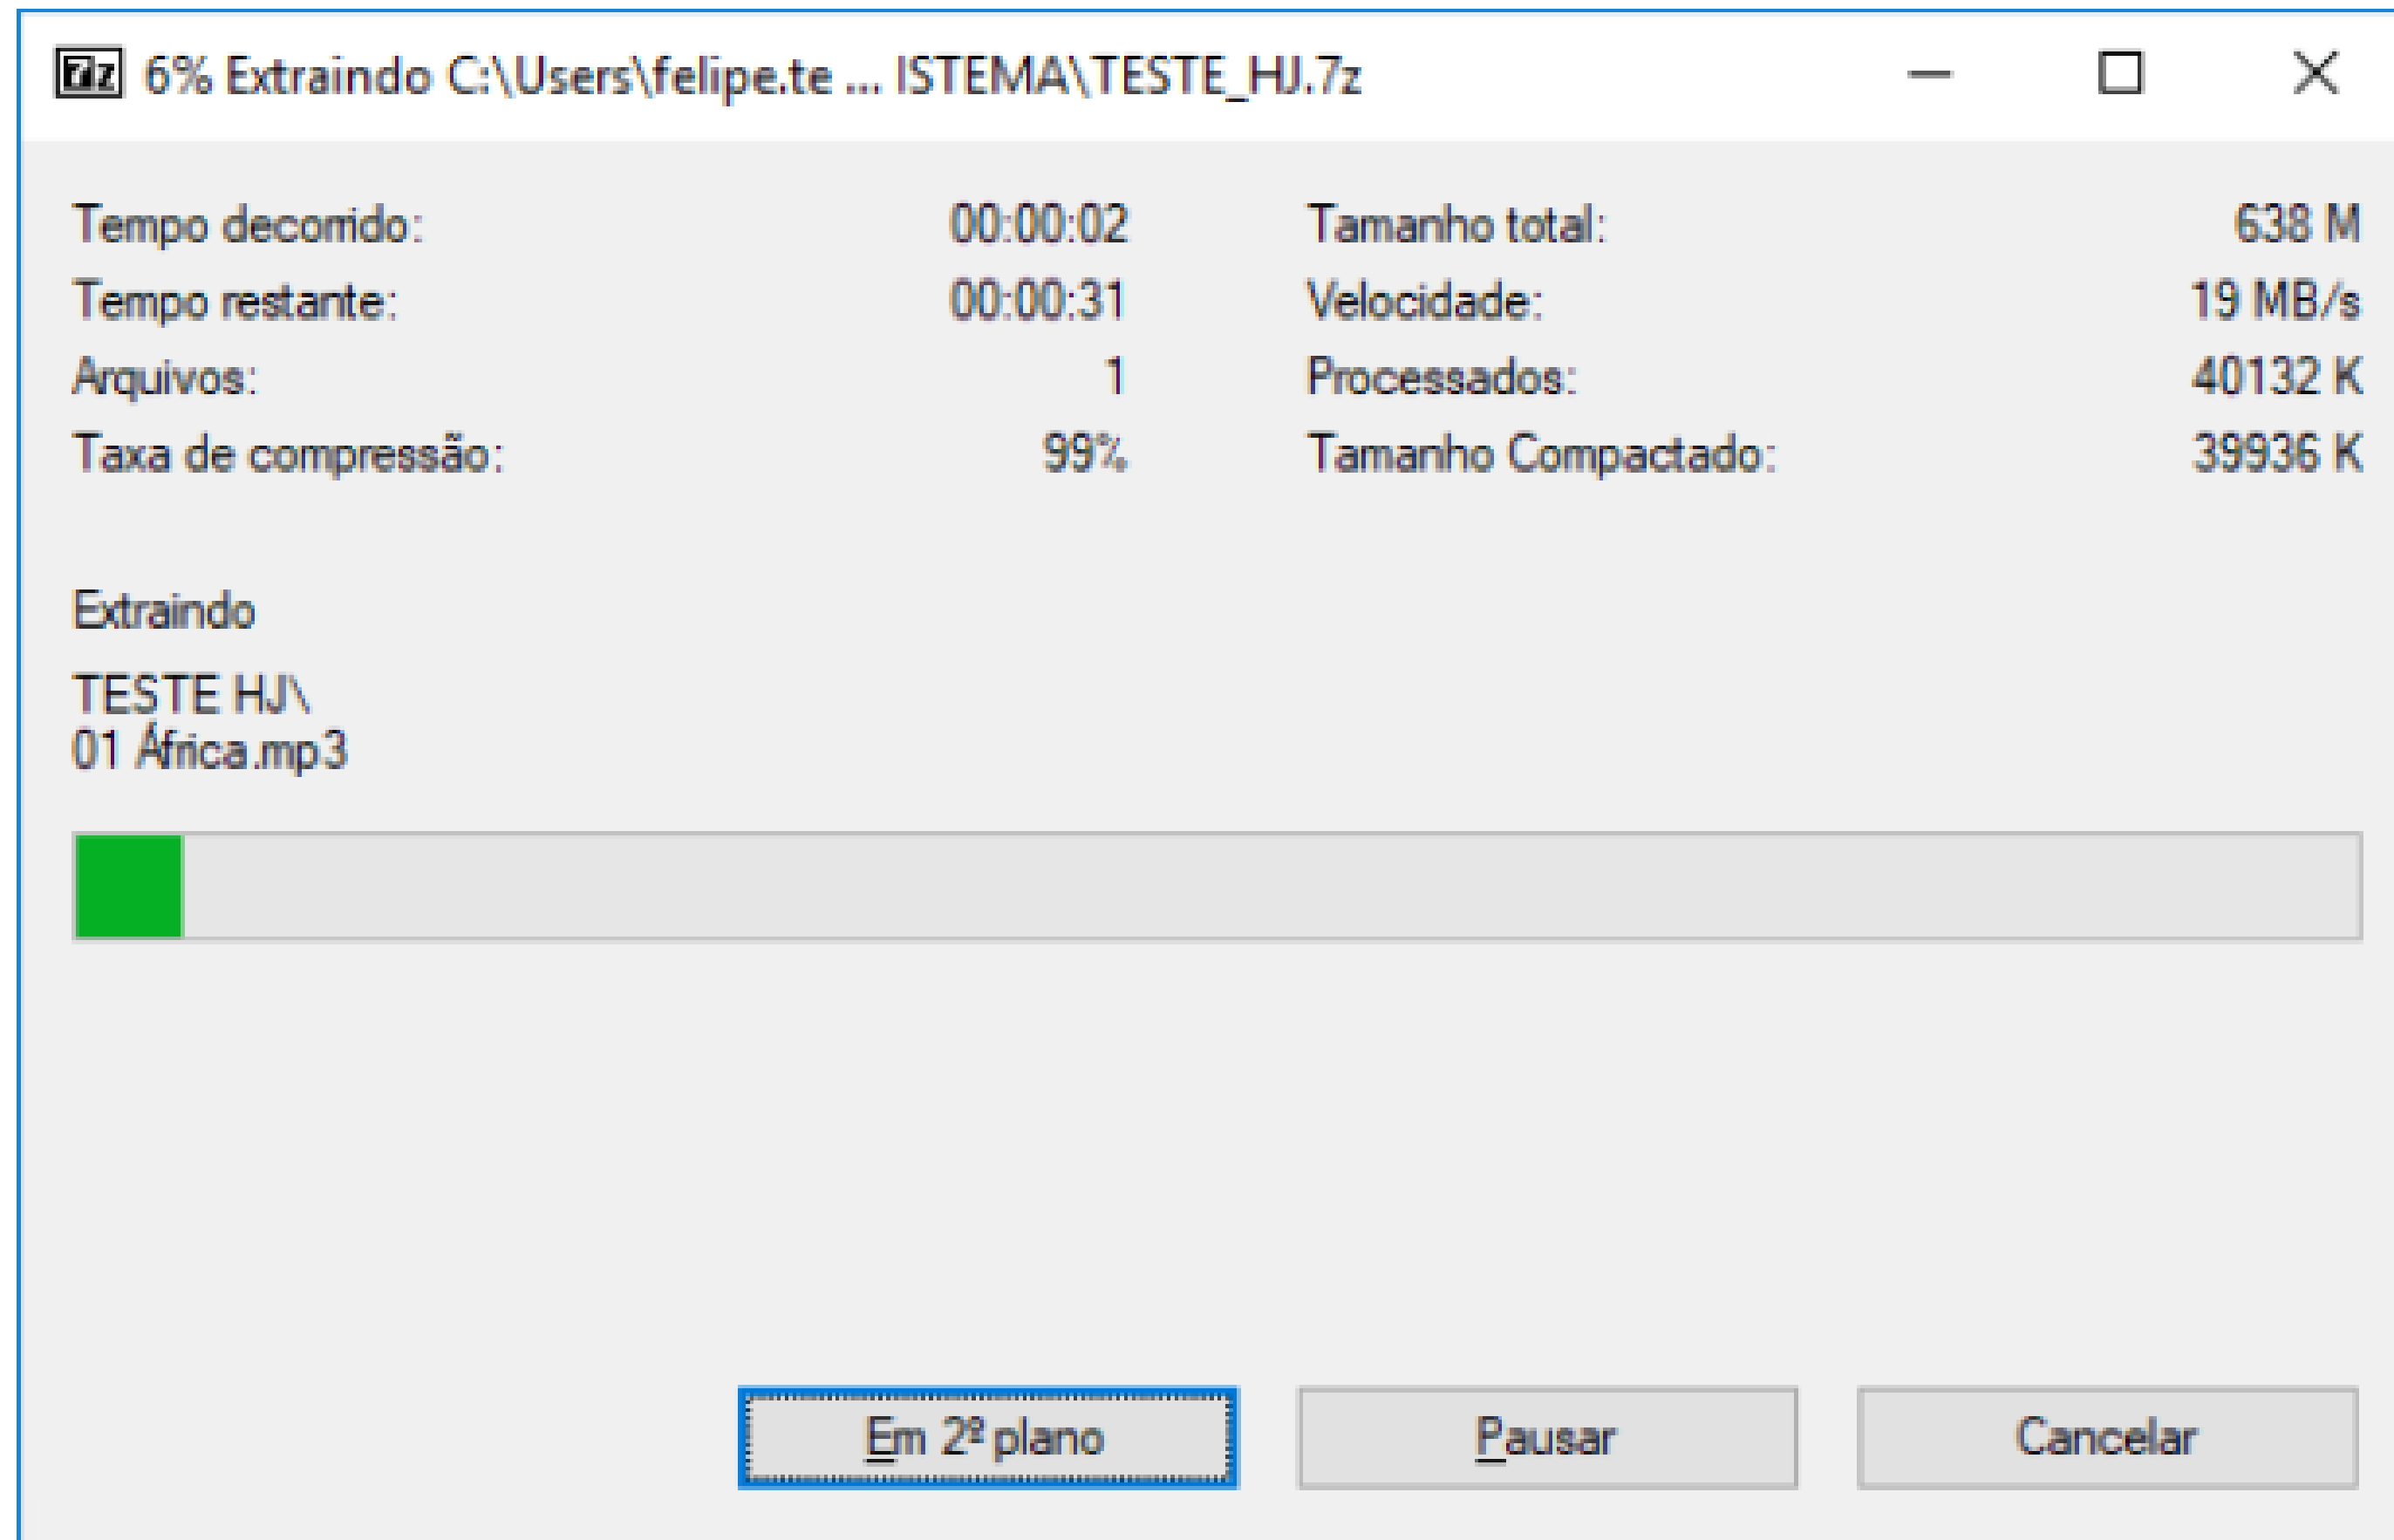 7z 6% Extraindo C:\Users\felipe.te ... ISTEMA\TESTE_HJ.7z
Tempo decorrido: 00:00:02 Tamanho total: 638 M
Tempo restante: 00:00:31 Velocidade: 19 MB/s
Arquivos: 1 Processados: 40132 K
Taxa de compressão: 99% Tamanho Compactado: 39936 K
Extraindo
TESTE HJ\
01 África.mp3
Em 2º plano Pausar Cancelar